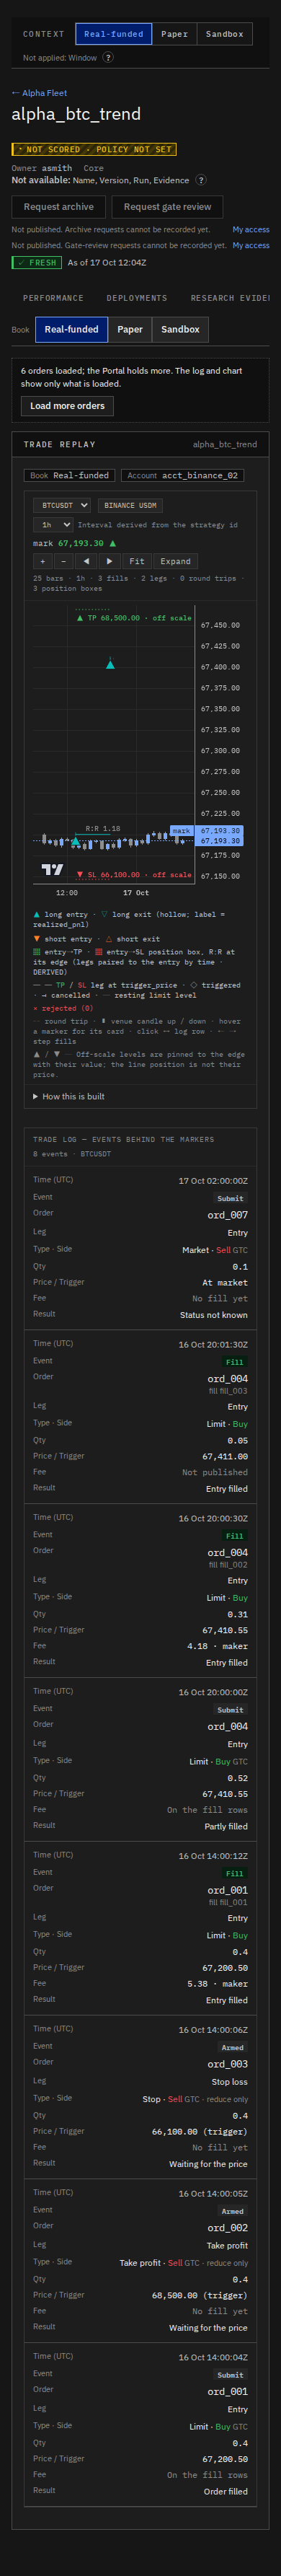 CONTEXT Real-funded Paper Sandbox
Not applied: Window ?
← Alpha Fleet
alpha_btc_trend
NOT SCORED · POLICY NOT SET
Owner asmith Core
Not available: Name, Version, Run, Evidence ?
Request archive Request gate review
Not published. Archive requests cannot be recorded yet. My access
Not published. Gate-review requests cannot be recorded yet. My access
✓ FRESH As of 17 Oct 12:04Z
PERFORMANCE DEPLOYMENTS RESEARCH EVIDE
Book Real-funded Paper Sandbox
6 orders loaded; the Portal holds more. The log and chart
show only what is loaded.
Load more orders
TRADE REPLAY alpha_btc_trend
Book Real-funded Account acct_binance_02
BTCUSDT BINANCE USDM
1h Interval derived from the strategy id
mark 67,193.30 ▲
+ − ◀ ▶ Fit Expand
25 bars · 1h · 3 fills · 2 legs · 0 round trips ·
3 position boxes
▲ TP 68,500.00 · off scale
67,450.00
67,425.00
67,400.00
67,375.00
67,350.00
67,325.00
67,300.00
67,275.00
67,250.00
67,225.00
R:R 1.18
mark 67,193.30
67,193.30
67,175.00
▼ SL 66,100.00 · off scale
67,150.00
12:00 17 Oct
▲ long entry · ▽ long exit (hollow; label =
realized_pnl)
▼ short entry · △ short exit
entry→TP · entry→SL position box, R:R at
its edge (legs paired to the entry by time ·
DERIVED)
— — TP / SL leg at trigger_price · ◇ triggered
· → cancelled · ┈ resting limit level
× rejected (0)
┈ round trip · ▮ venue candle up / down · hover
a marker for its card · click ↔ log row · ← →
step fills
▲ / ▼ ┈ Off-scale levels are pinned to the edge
with their value; the line position is not their
price.
▶ How this is built
TRADE LOG — EVENTS BEHIND THE MARKERS
8 events · BTCUSDT
Time (UTC) 17 Oct 02:00:00Z
Event Submit
Order ord_007
Leg Entry
Type · Side Market · Sell GTC
Qty 0.1
Price / Trigger At market
Fee No fill yet
Result Status not known
Time (UTC) 16 Oct 20:01:30Z
Event Fill
Order ord_004
fill fill_003
Leg Entry
Type · Side Limit · Buy
Qty 0.05
Price / Trigger 67,411.00
Fee Not published
Result Entry filled
Time (UTC) 16 Oct 20:00:30Z
Event Fill
Order ord_004
fill fill_002
Leg Entry
Type · Side Limit · Buy
Qty 0.31
Price / Trigger 67,410.55
Fee 4.18 · maker
Result Entry filled
Time (UTC) 16 Oct 20:00:00Z
Event Submit
Order ord_004
Leg Entry
Type · Side Limit · Buy GTC
Qty 0.52
Price / Trigger 67,410.55
Fee On the fill rows
Result Partly filled
Time (UTC) 16 Oct 14:00:12Z
Event Fill
Order ord_001
fill fill_001
Leg Entry
Type · Side Limit · Buy
Qty 0.4
Price / Trigger 67,200.50
Fee 5.38 · maker
Result Entry filled
Time (UTC) 16 Oct 14:00:06Z
Event Armed
Order ord_003
Leg Stop loss
Type · Side Stop · Sell GTC · reduce only
Qty 0.4
Price / Trigger 66,100.00 (trigger)
Fee No fill yet
Result Waiting for the price
Time (UTC) 16 Oct 14:00:05Z
Event Armed
Order ord_002
Leg Take profit
Type · Side Take profit · Sell GTC · reduce only
Qty 0.4
Price / Trigger 68,500.00 (trigger)
Fee No fill yet
Result Waiting for the price
Time (UTC) 16 Oct 14:00:04Z
Event Submit
Order ord_001
Leg Entry
Type · Side Limit · Buy GTC
Qty 0.4
Price / Trigger 67,200.50
Fee On the fill rows
Result Order filled